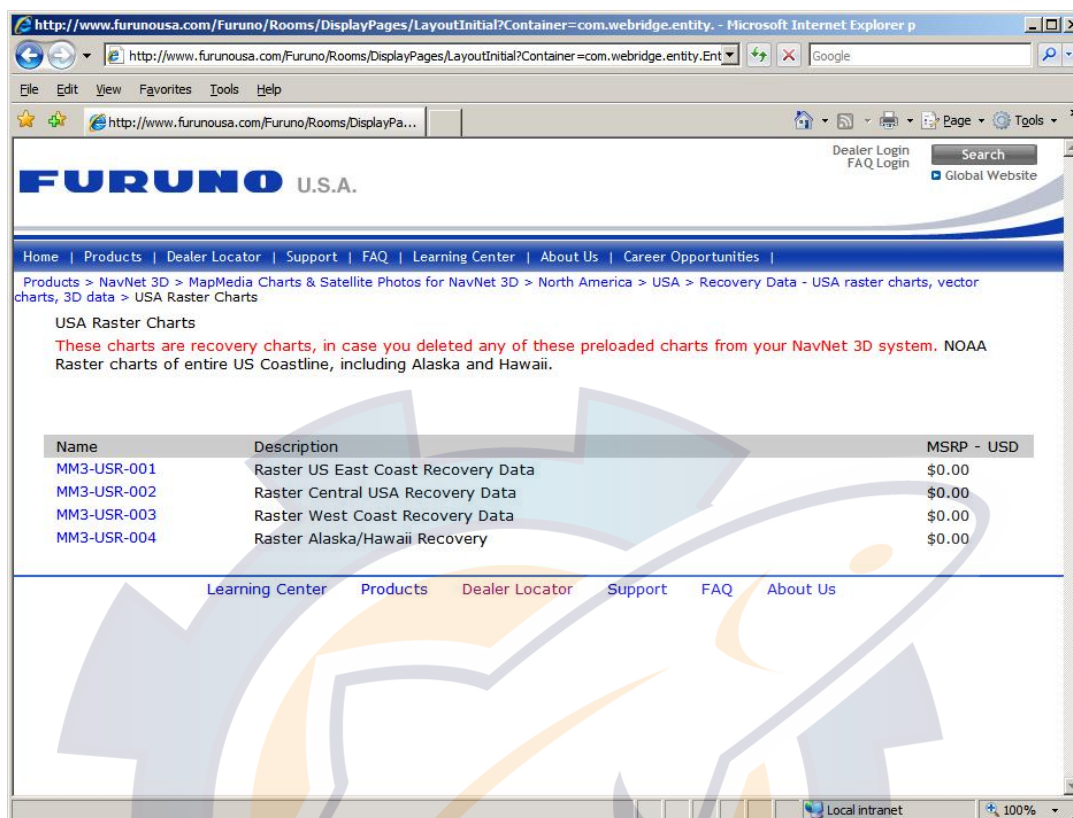 http://www.furunousa.com/Furuno/Rooms/DisplayPages/LayoutInitial?Container=com.webridge.entity. - Microsoft Internet Explorer p
http://www.furunousa.com/Furuno/Rooms/DisplayPages/LayoutInitial?Container=com.webridge.entity.Ent
Google
File Edit View Favorites Tools Help
http://www.furunousa.com/Furuno/Rooms/DisplayPa...
Page Tools
Dealer Login
FAQ Login
Search
Global Website
FURUNO U.S.A.
Home | Products | Dealer Locator | Support | FAQ | Learning Center | About Us | Career Opportunities |
Products > NavNet 3D > MapMedia Charts & Satellite Photos for NavNet 3D > North America > USA > Recovery Data - USA raster charts, vector
charts, 3D data > USA Raster Charts
USA Raster Charts
These charts are recovery charts, in case you deleted any of these preloaded charts from your NavNet 3D system. NOAA
Raster charts of entire US Coastline, including Alaska and Hawaii.
Name Description MSRP - USD
MM3-USR-001 Raster US East Coast Recovery Data $0.00
MM3-USR-002 Raster Central USA Recovery Data $0.00
MM3-USR-003 Raster West Coast Recovery Data $0.00
MM3-USR-004 Raster Alaska/Hawaii Recovery $0.00
Learning Center Products Dealer Locator Support FAQ About Us
Local intranet 100%